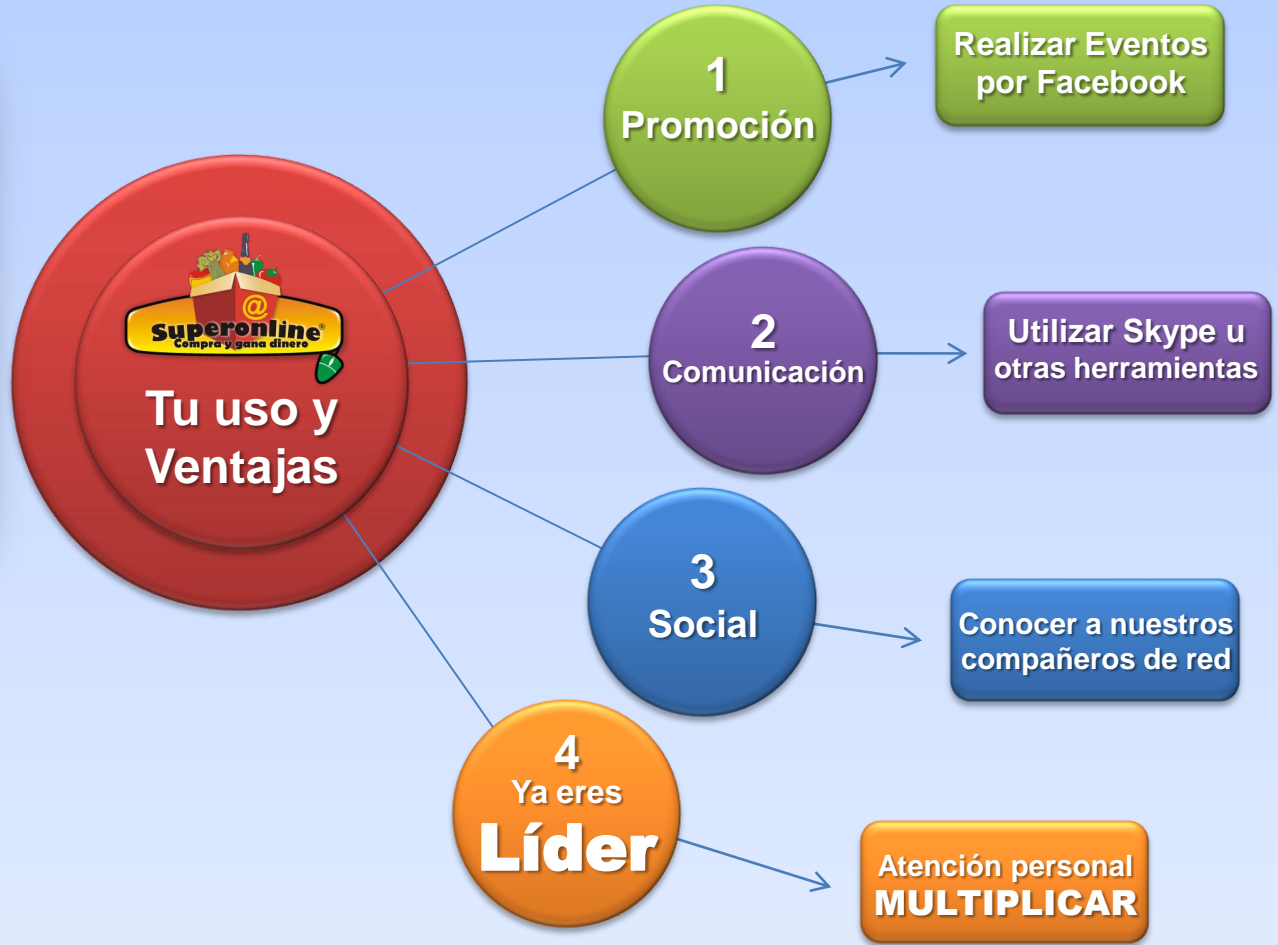 @
Superonline®
Compra y gana dinero
Tu uso y
Ventajas
1
Promoción
Realizar Eventos
por Facebook
2
Comunicación
Utilizar Skype u
otras herramientas
3
Social
Conocer a nuestros
compañeros de red
4
Ya eres
Líder
Atención personal
MULTIPLICAR